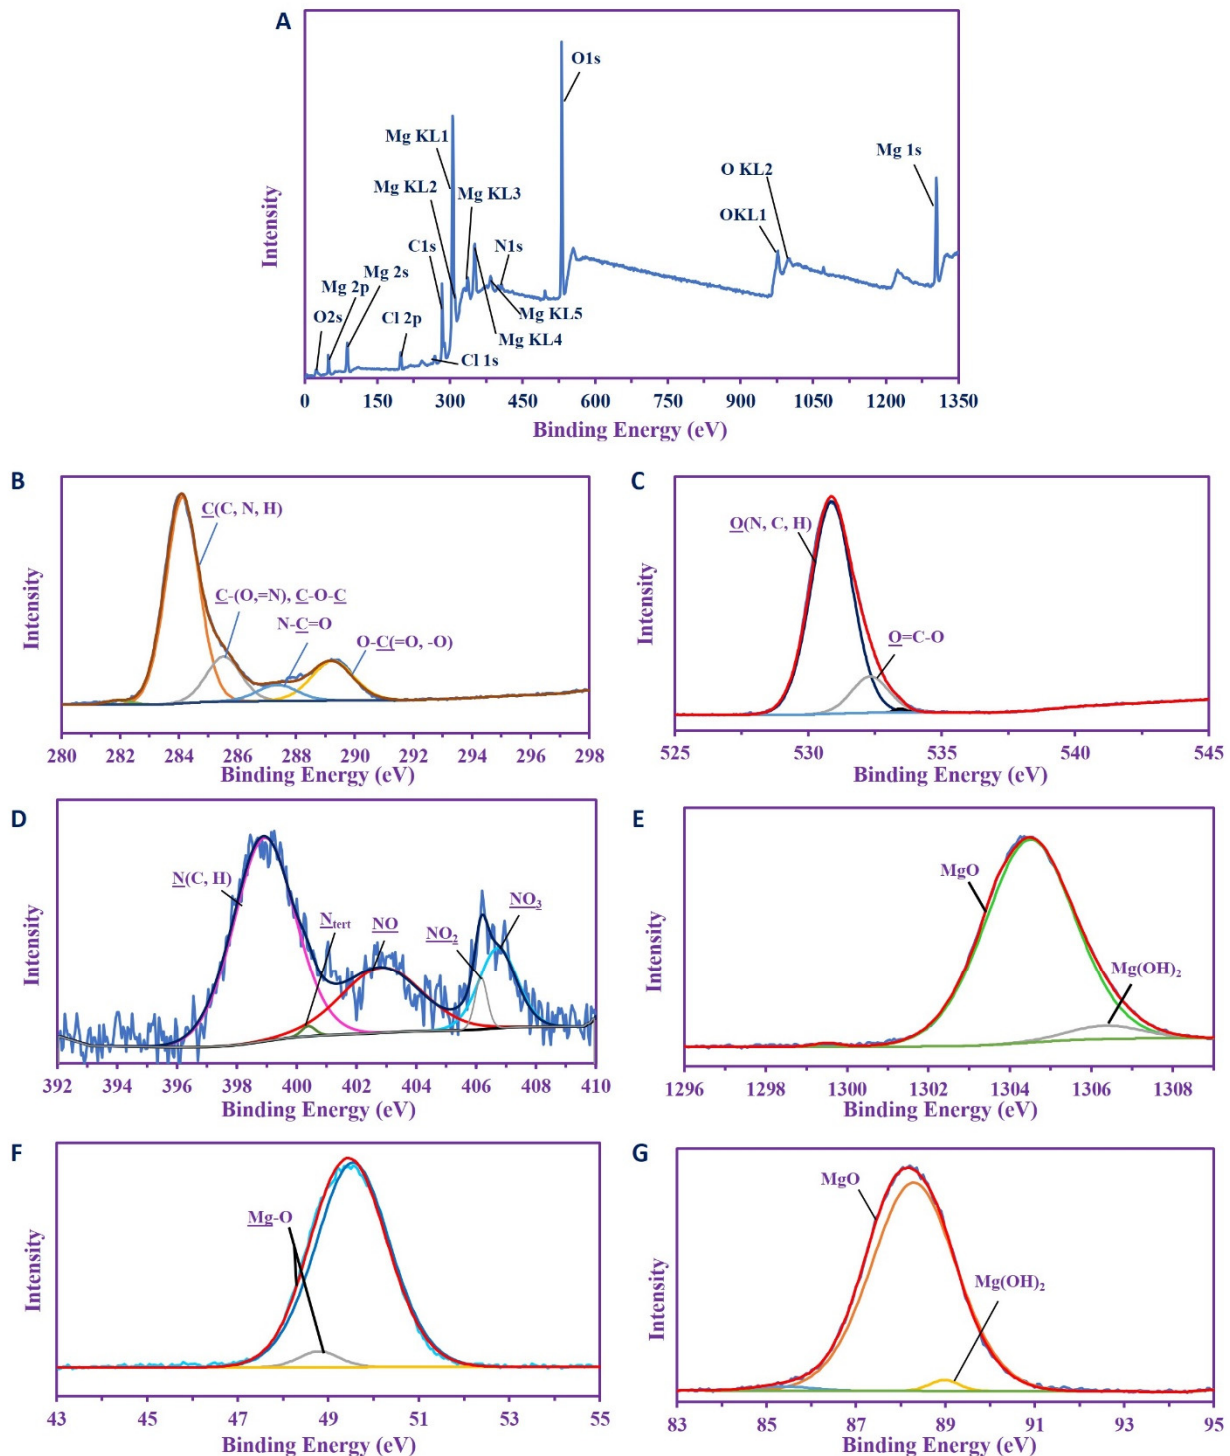 A
O1s
Mg KL1
Mg 1s
O KL2
Mg KL2
Mg KL3
OKL1
C1s
N1s
Mg 2s
Mg 2p
O2s
Cl 2p
Mg KL5
Mg KL4
Cl 1s
Intensity
0 150 300 450 600 750 900 1050 1200 1350
Binding Energy (eV)
B
C(C, N, H)
C-(O,=N), C-O-C
N-C=O
O-C(=O, -O)
Intensity
280 282 284 286 288 290 292 294 296 298
Binding Energy (eV)
C
O(N, C, H)
O=C-O
Intensity
525 530 535 540 545
Binding Energy (eV)
D
N(C, H)
Ntert
NO
NO2
NO3
Intensity
392 394 396 398 400 402 404 406 408 410
Binding Energy (eV)
E
MgO
Mg(OH)2
Intensity
1296 1298 1300 1302 1304 1306 1308
Binding Energy (eV)
F
Mg-O
Intensity
43 45 47 49 51 53 55
Binding Energy (eV)
G
MgO
Mg(OH)2
Intensity
83 85 87 89 91 93 95
Binding Energy (eV)